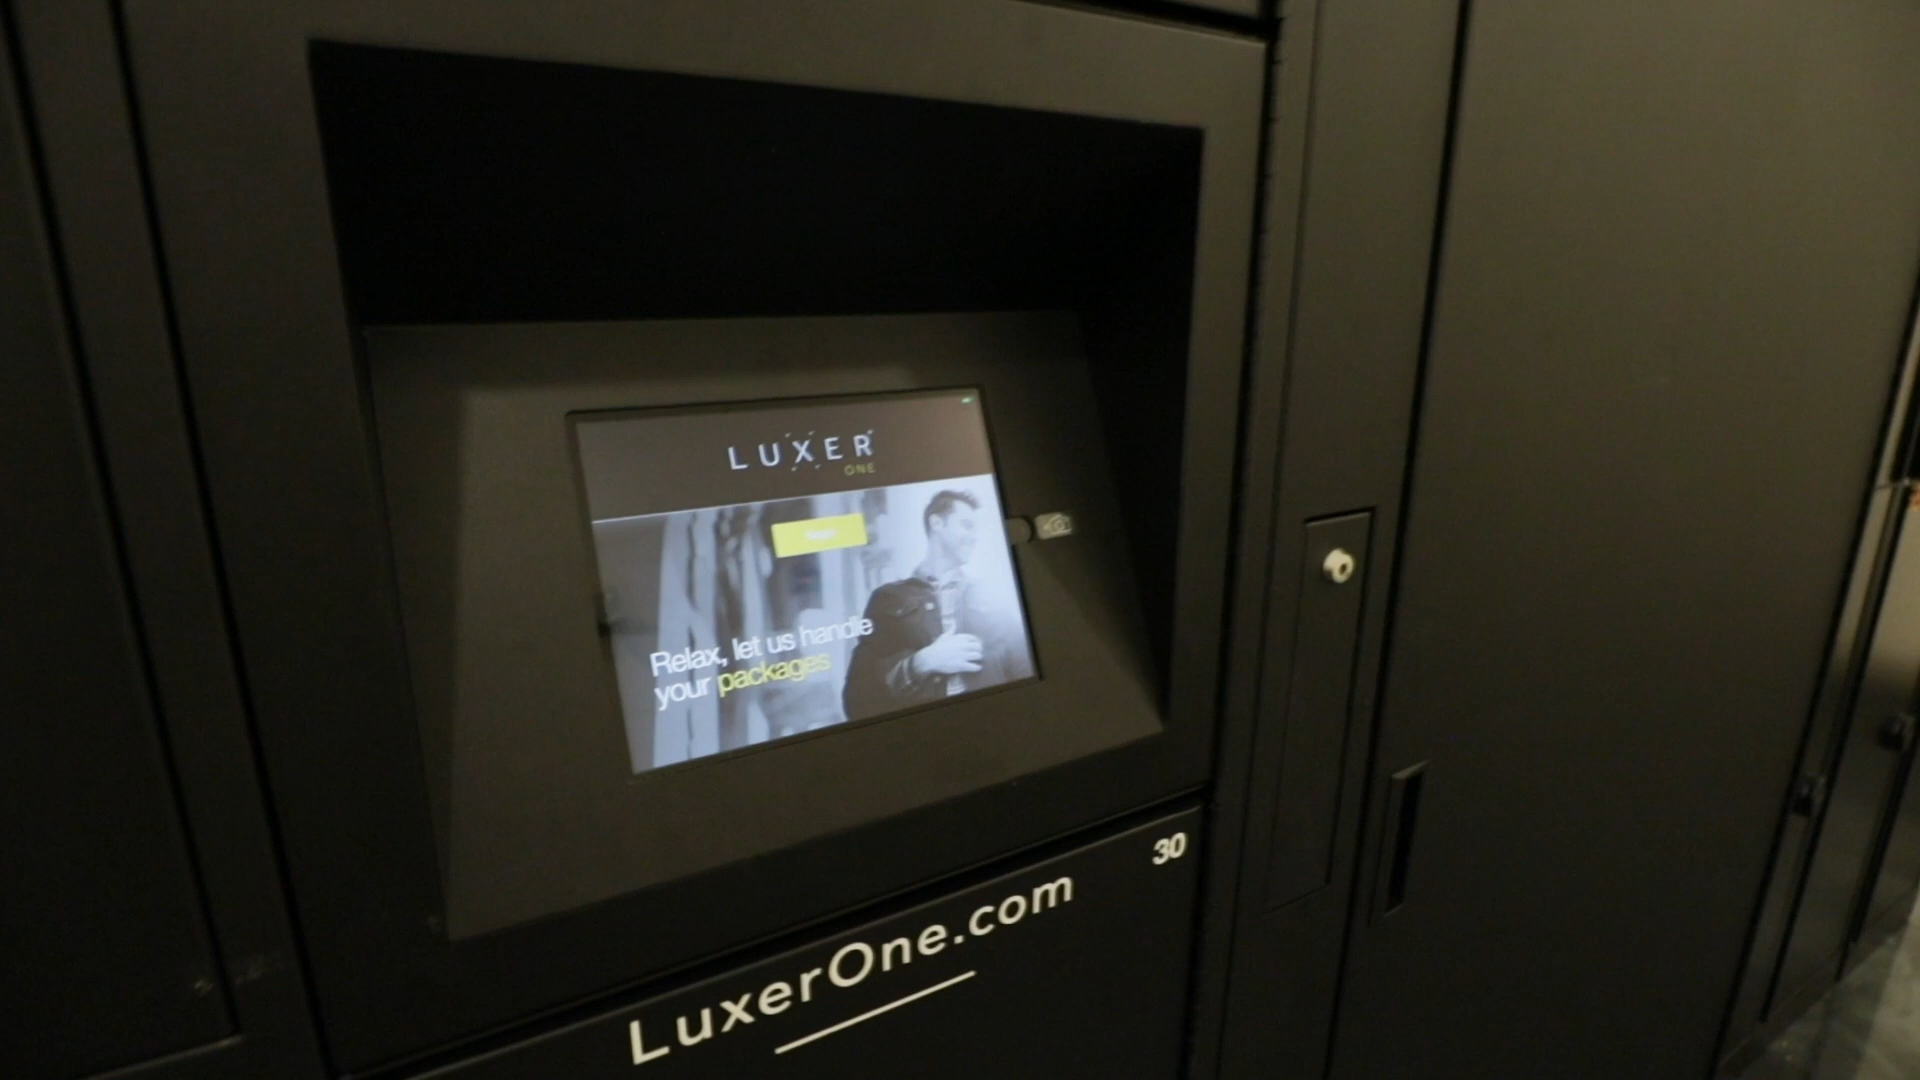 LUXER
ONE
Relax, let us handle
your packages
30
LuxerOne.com